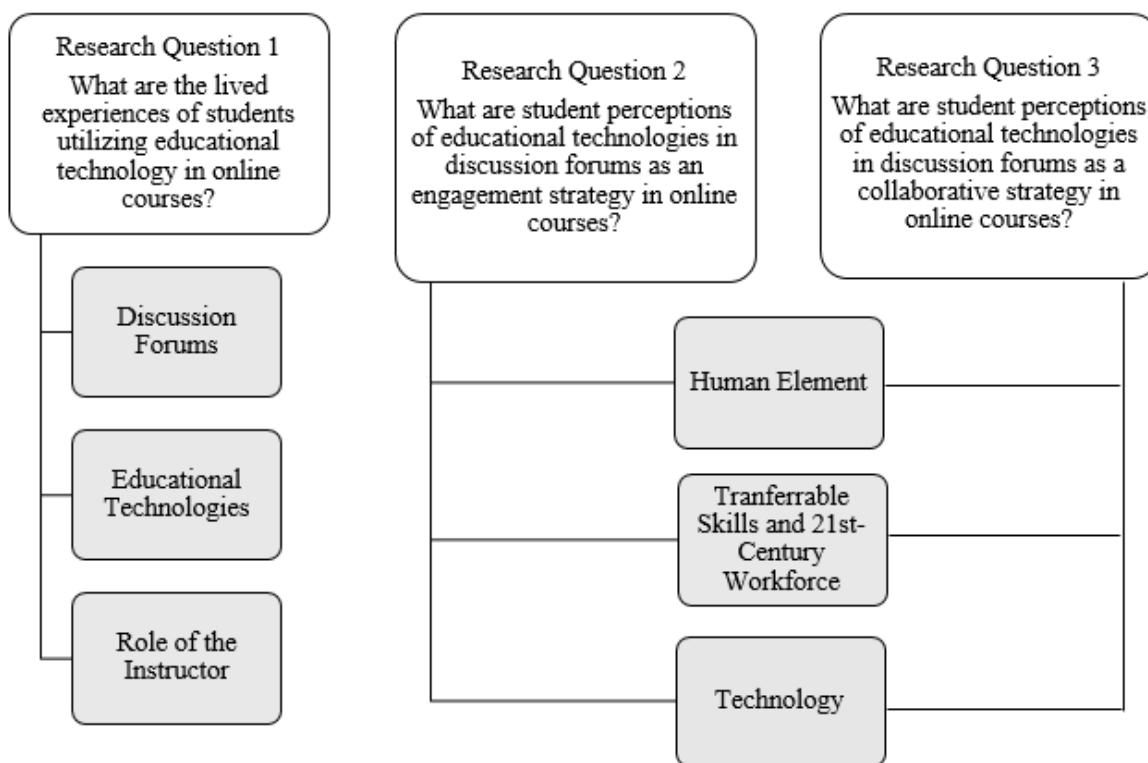 Research Question 1
What are the lived
experiences of students
utilizing educational
technology in online
courses?
Discussion
Forums
Educational
Technologies
Role of the
Instructor
Research Question 2
What are student perceptions
of educational technologies in
discussion forums as an
engagement strategy in online
courses?
Research Question 3
What are student perceptions
of educational technologies
in discussion forums as a
collaborative strategy in
online courses?
Human Element
Tranferrable
Skills and 21st-
Century
Workforce
Technology